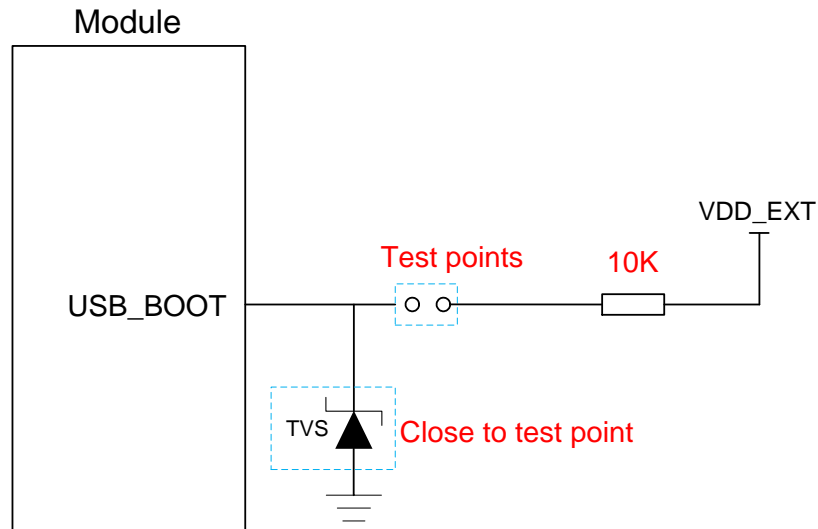 Module
VDD_EXT
Test points
10K
USB_BOOT
TVS
Close to test point